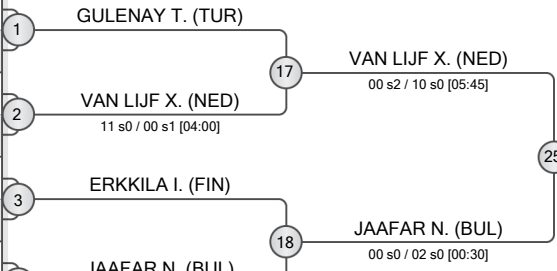 GULENAY T. (TUR)
1
17
VAN LIJF X. (NED)
00 s2 / 10 s0 [05:45]
VAN LIJF X. (NED)
2
11 s0 / 00 s1 [04:00]
25
ERKKILA I. (FIN)
3
18
JAAFAR N. (BUL)
00 s0 / 02 s0 [00:30]
JAAFAR N. (BUL)